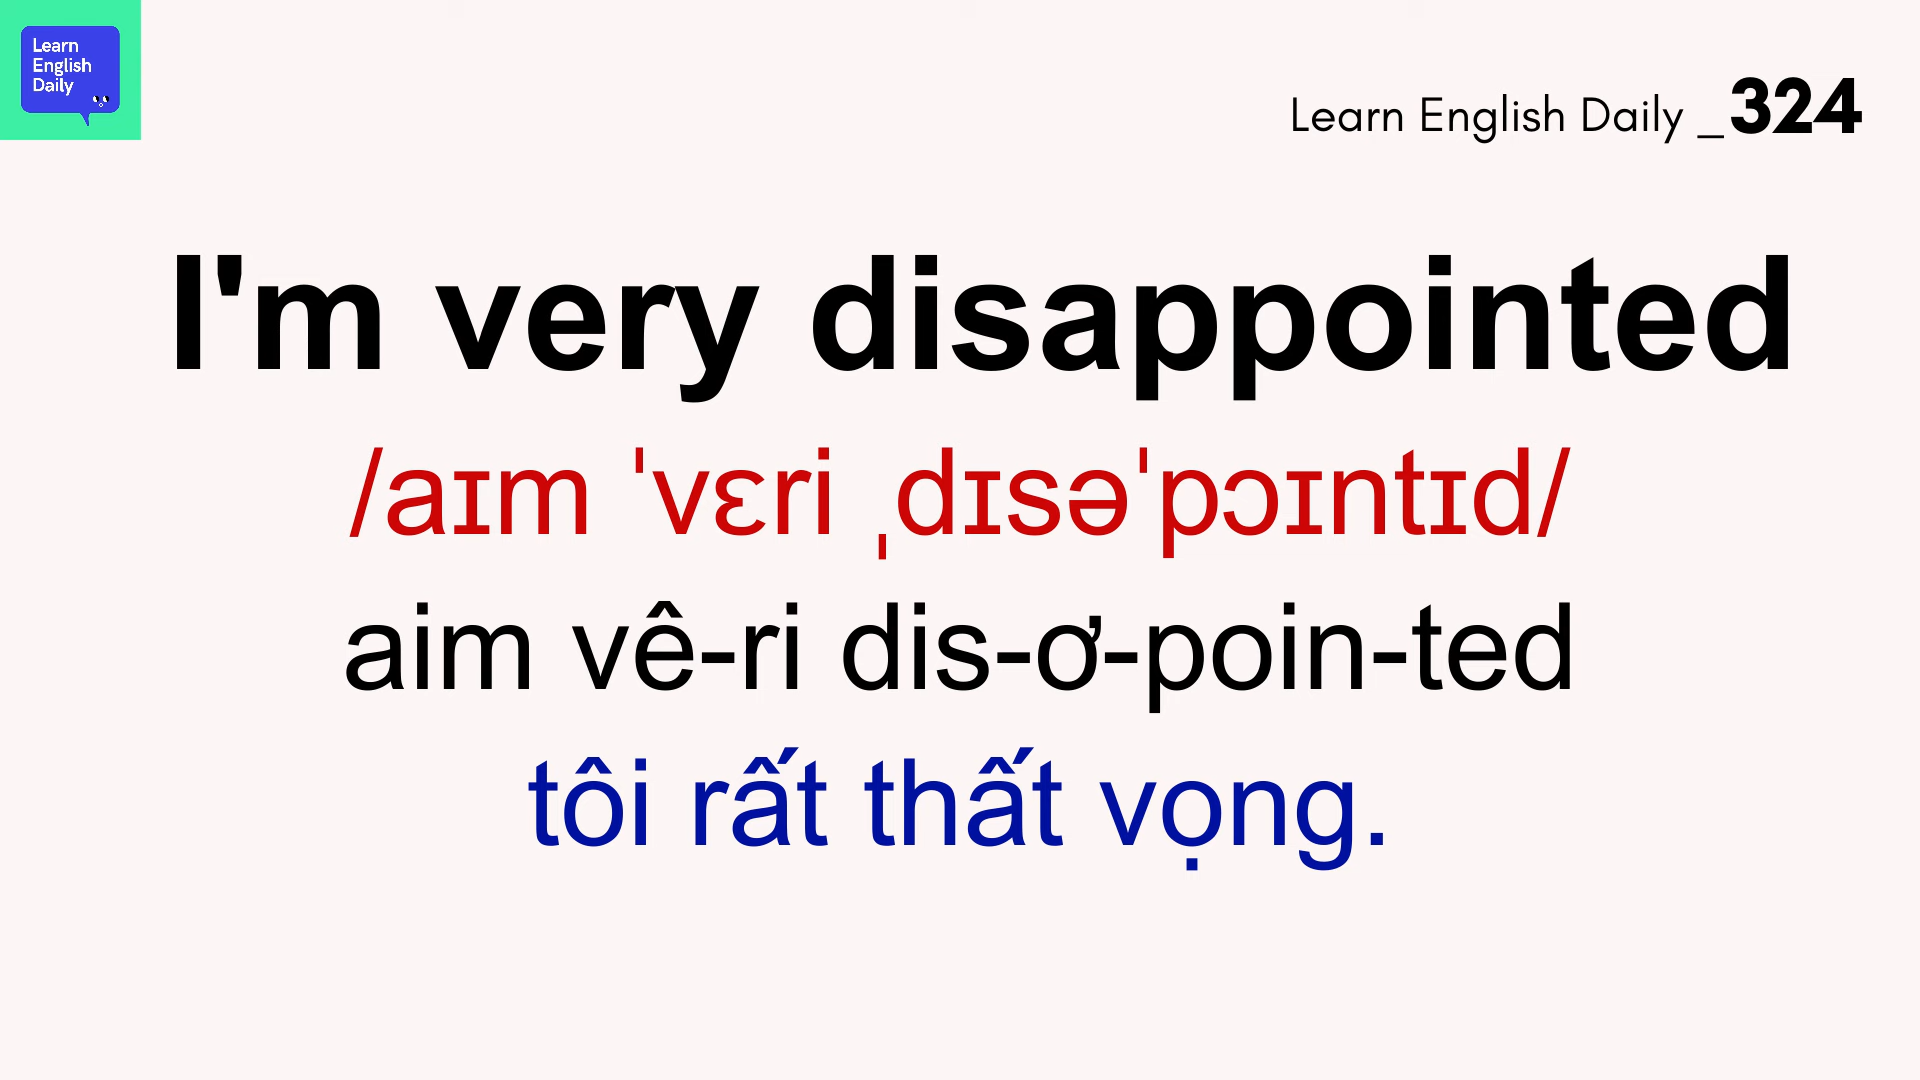 Learn
English
Daily
Learn English Daily _324
I'm very disappointed
/aɪm ˈvɛri ˌdɪsəˈpɔɪntɪd/
aim vê-ri dis-ơ-poin-ted
tôi rất thất vọng.